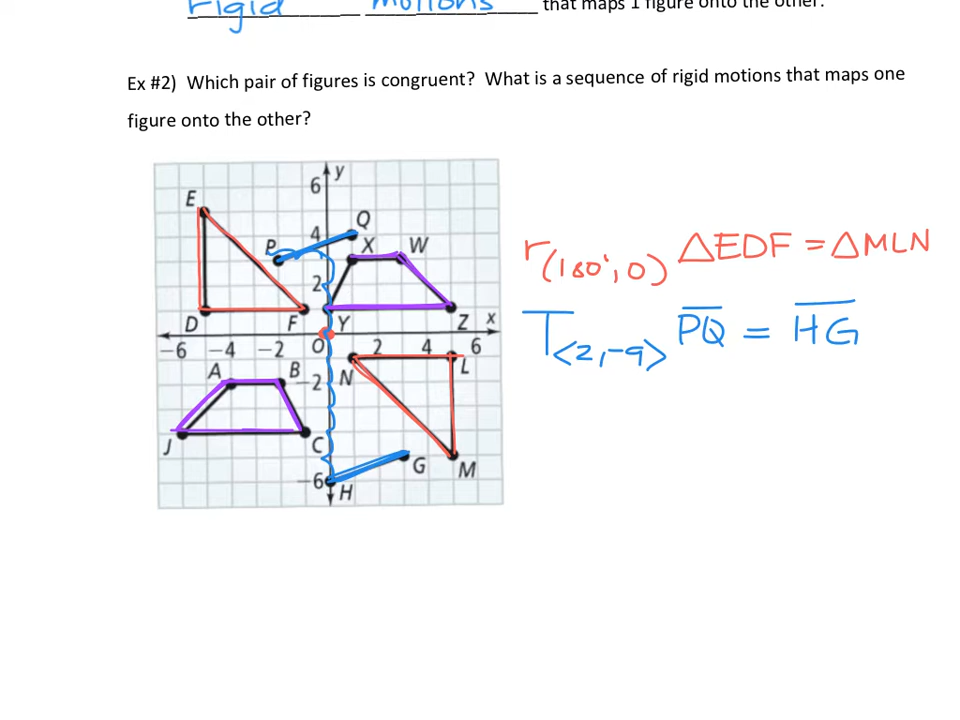 rigid motions that maps 1 figure onto the other.
Ex #2) Which pair of figures is congruent? What is a sequence of rigid motions that maps one
figure onto the other?
y
6
E
4
Q
P
X
W
2
D
F
Y
Z
x
-6 -4 -2 O 2 4 6
A
B
-2
N
L
J
C
G
M
-6
H
r(180°, O) △EDF = △MLN
T<2,-9> PQ = HG